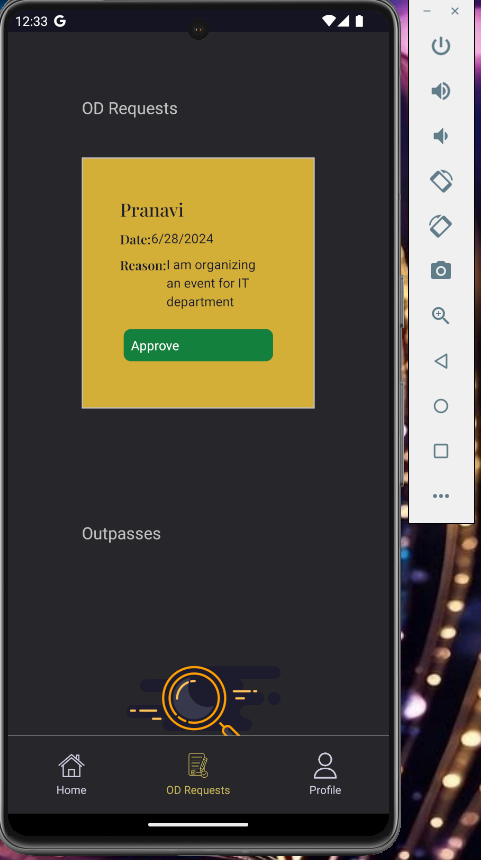 12:33 G
OD Requests
Pranavi
Date:6/28/2024
Reason:I am organizing
an event for IT
department
Approve
Outpasses
Home
OD Requests
Profile